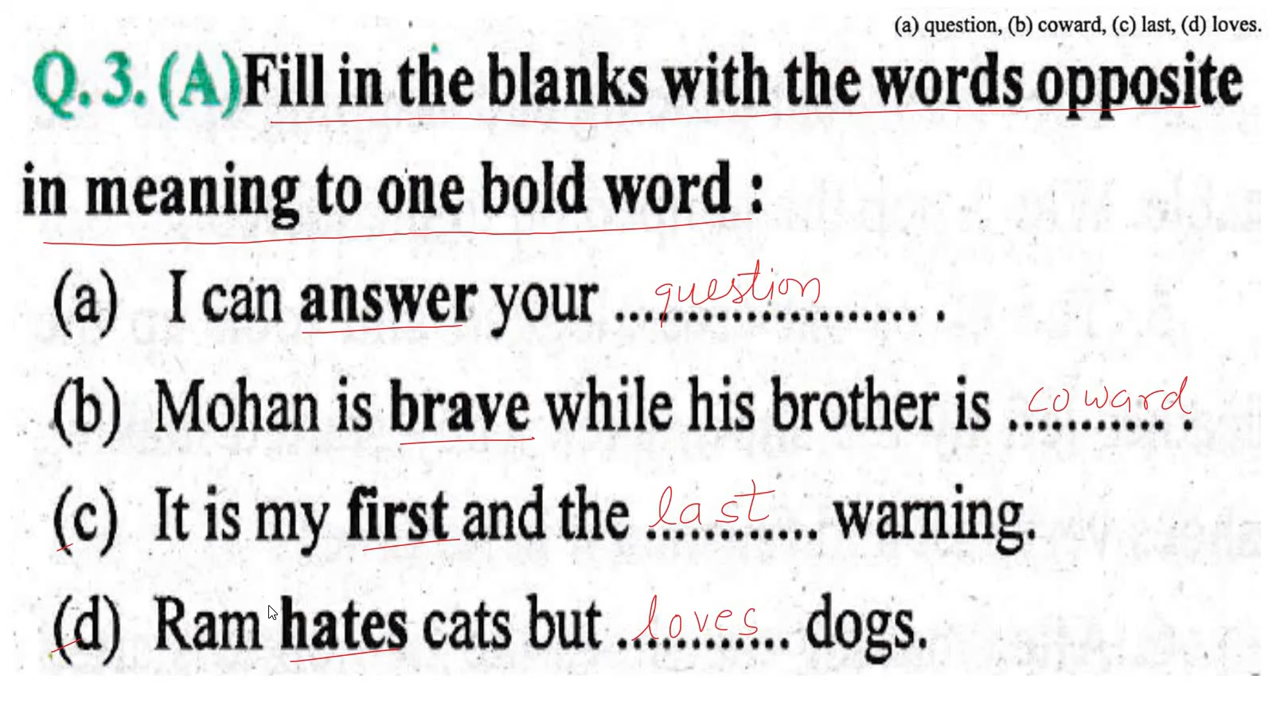 (a) question, (b) coward, (c) last, (d) loves.
Q. 3. (A)Fill in the blanks with the words opposite
in meaning to one bold word :
(a) I can answer your .....question..... .
(b) Mohan is brave while his brother is ...coward... .
(c) It is my first and the ...last... warning.
(d) Ram hates cats but ...loves... dogs.